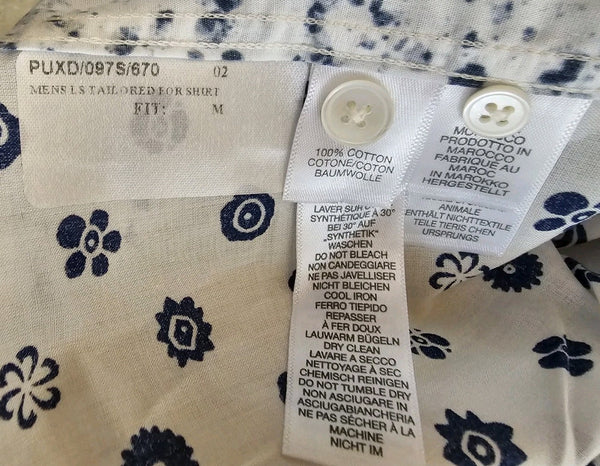 PUXD/097S/670 02
MENS LS TAILORED FOR SHIRT
FIT: M
100% COTTON
COTONE/COTON
BAUMWOLLE
LAVER SUR
SYNTHÉTIQUE À 30°
BEI 30° AUF
„SYNTHETIK"
WASCHEN
DO NOT BLEACH
NON CANDEGGIARE
NE PAS JAVELLISER
NICHT BLEICHEN
COOL IRON
FERRO TIEPIDO
REPASSER
À FER DOUX
LAUWARM BÜGELN
DRY CLEAN
LAVARE A SECCO
NETTOYAGE À SEC
CHEMISCH REINIGEN
DO NOT TUMBLE DRY
NON ASCIUGARE IN
ASCIUGABIANCHERIA
NE PAS SÉCHER À LA
MACHINE
NICHT IM
MOROCCO
PRODOTTO IN
MAROCCO
FABRIQUÉ AU
MAROC
IN MAROKKO
HERGESTELLT
ANIMALE
ENTHÄLT NICHTTEXTILE
TEILE TIERISCHEN
URSPRUNGS